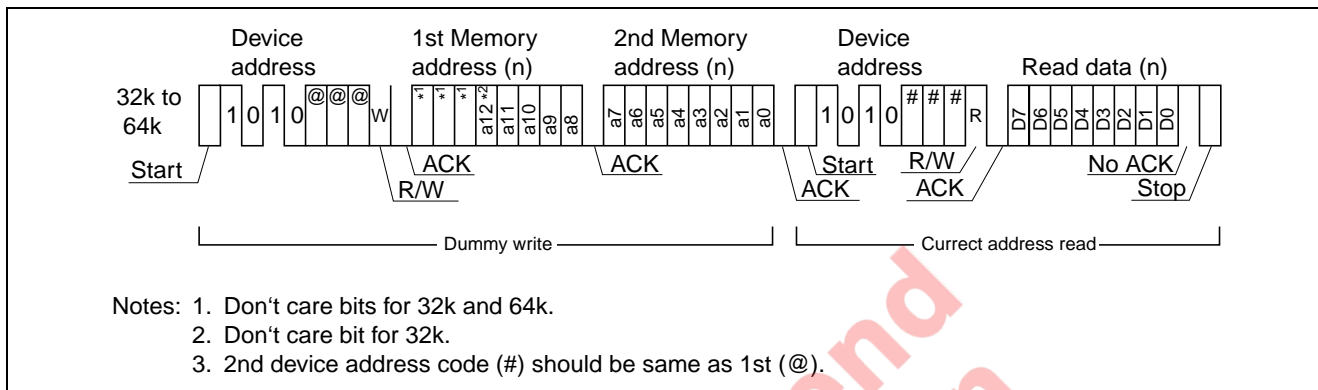 Device address 1st Memory address (n) 2nd Memory address (n) Device address Read data (n)
32k to 64k
1 0 1 0 @ @ @ W *1 *1 *1 a12*2 a11 a10 a9 a8 a7 a6 a5 a4 a3 a2 a1 a0 1 0 1 0 # # # R D7 D6 D5 D4 D3 D2 D1 D0
Start ACK ACK Start R/W No ACK
R/W ACK ACK Stop
Dummy write Currect address read
Notes: 1. Don't care bits for 32k and 64k.
2. Don't care bit for 32k.
3. 2nd device address code (#) should be same as 1st (@).